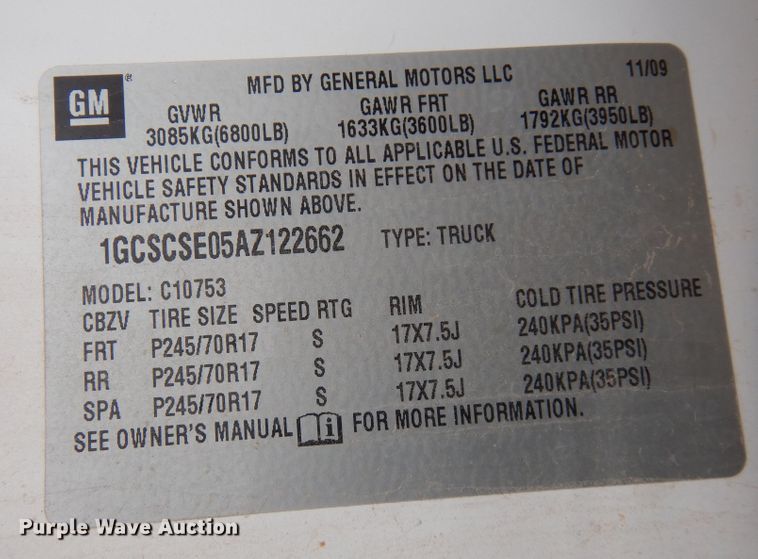 GM® MFD BY GENERAL MOTORS LLC 11/09
GVWR GAWR FRT GAWR RR
3085KG(6800LB) 1633KG(3600LB) 1792KG(3950LB)
THIS VEHICLE CONFORMS TO ALL APPLICABLE U.S. FEDERAL MOTOR
VEHICLE SAFETY STANDARDS IN EFFECT ON THE DATE OF
MANUFACTURE SHOWN ABOVE.
1GCSCSE05AZ122662 TYPE: TRUCK
MODEL: C10753
CBZV TIRE SIZE SPEED RTG RIM COLD TIRE PRESSURE
FRT P245/70R17 S 17X7.5J 240KPA(35PSI)
RR P245/70R17 S 17X7.5J 240KPA(35PSI)
SPA P245/70R17 S 17X7.5J 240KPA(35PSI)
SEE OWNER'S MANUAL i FOR MORE INFORMATION.
Purple Wave Auction